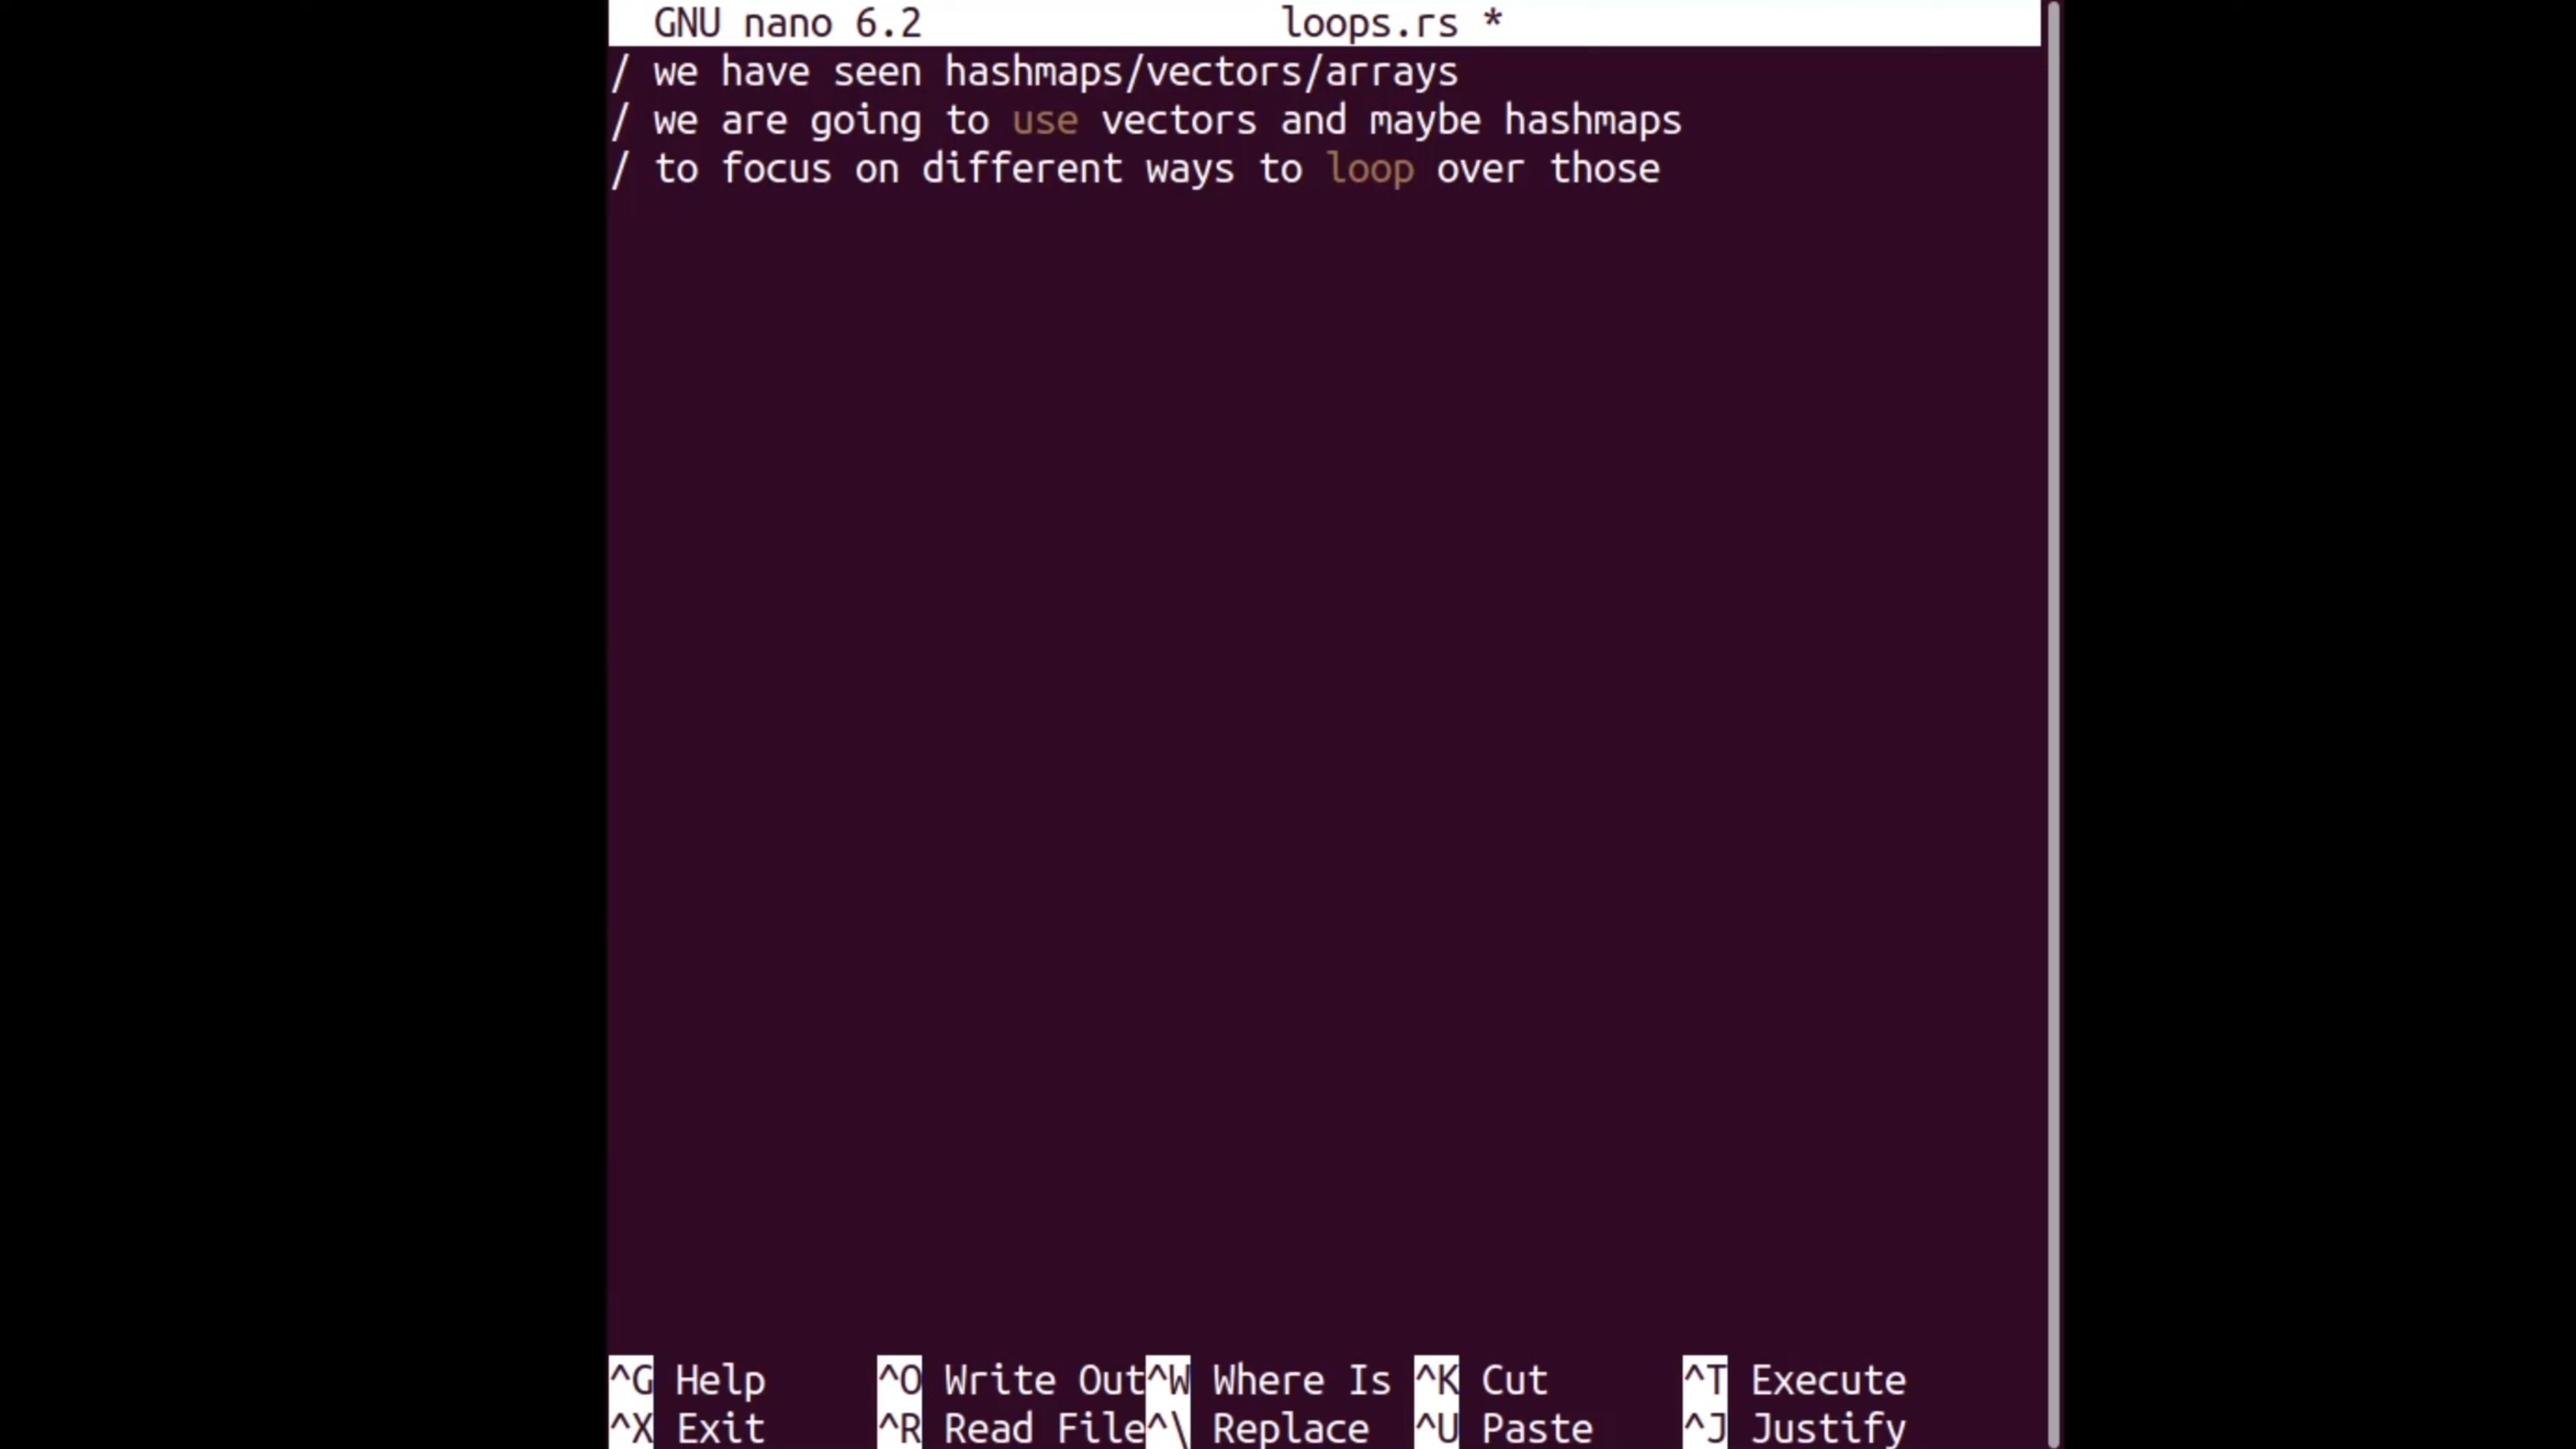 GNU nano 6.2 loops.rs *
/ we have seen hashmaps/vectors/arrays
/ we are going to use vectors and maybe hashmaps
/ to focus on different ways to loop over those
^G Help ^O Write Out ^W Where Is ^K Cut ^T Execute
^X Exit ^R Read File ^\ Replace ^U Paste ^J Justify